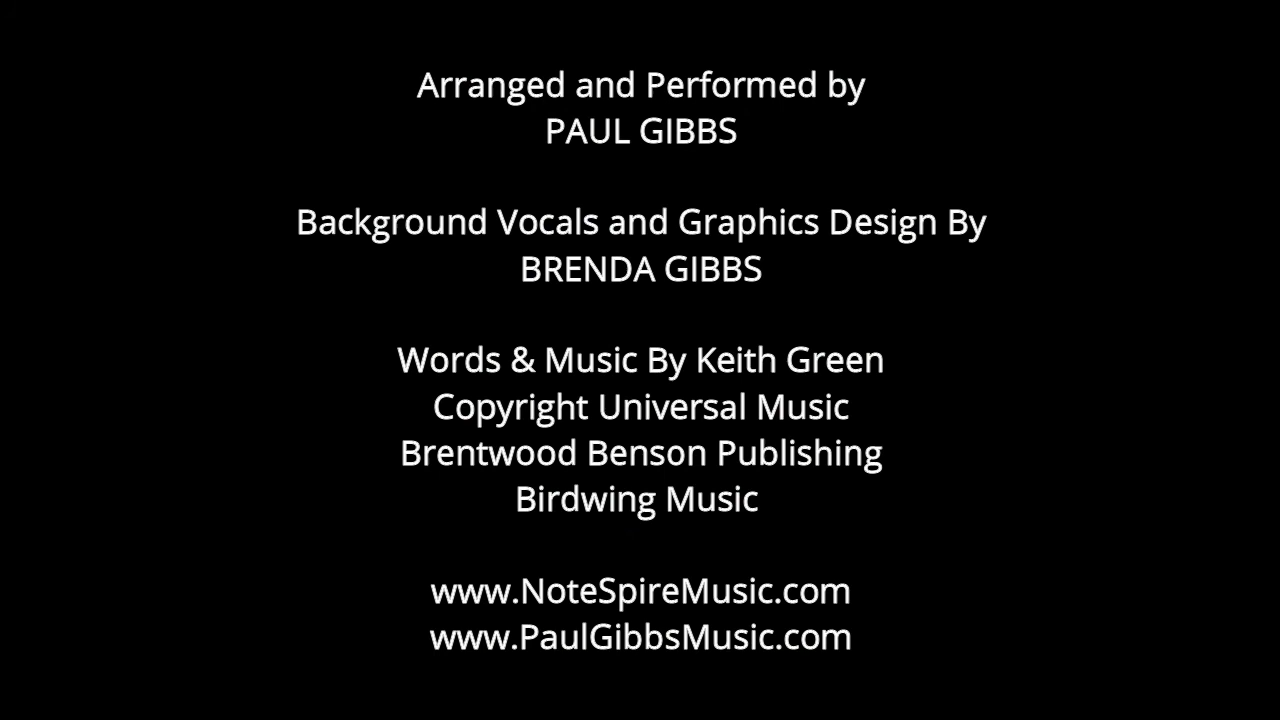 Arranged and Performed by
PAUL GIBBS
Background Vocals and Graphics Design By
BRENDA GIBBS
Words & Music By Keith Green
Copyright Universal Music
Brentwood Benson Publishing
Birdwing Music
www.NoteSpireMusic.com
www.PaulGibbsMusic.com